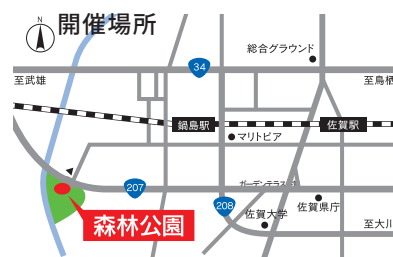 N
開催場所
総合グラウンド
34
至武雄
至鳥栖
鍋島駅
佐賀駅
マリトピア
207
ガーデンテラス
208
佐賀大学
佐賀県庁
森林公園
至大川